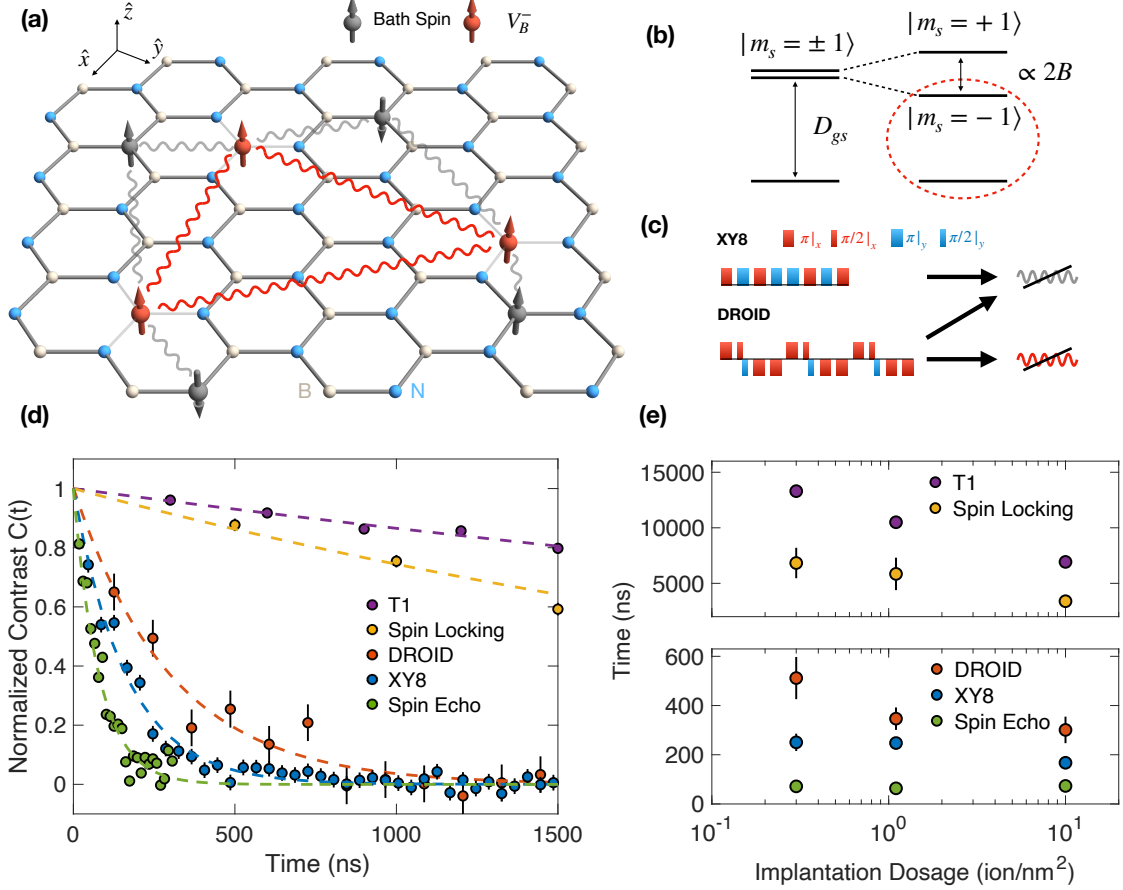 (a)
ẑ
ŷ
x̂
Bath Spin
V_B^-
B
N
(b)
|m_s = ± 1⟩
|m_s = + 1⟩
∝ 2B
|m_s = − 1⟩
D_gs
(c)
XY8
π|_x
π/2|_x
π|_y
π/2|_y
DROID
(d)
Normalized Contrast C(t)
1
0.8
0.6
0.4
0.2
0
T1
Spin Locking
DROID
XY8
Spin Echo
0
500
1000
1500
Time (ns)
(e)
Time (ns)
15000
10000
5000
T1
Spin Locking
600
400
200
0
DROID
XY8
Spin Echo
10^-1
10^0
10^1
Implantation Dosage (ion/nm^2)